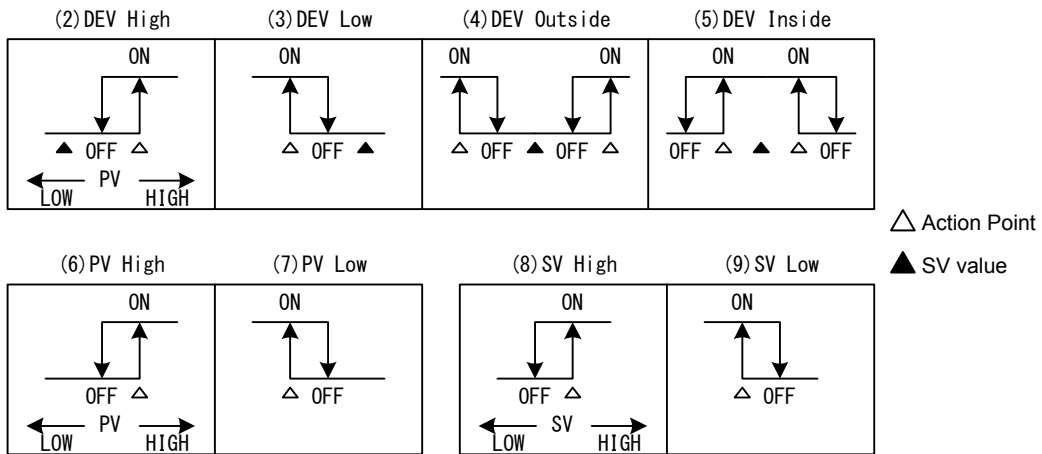 (2)DEV High (3)DEV Low (4)DEV Outside (5)DEV Inside
ON ON ON ON ON ON
▲ OFF △ △ OFF ▲ △ OFF ▲ OFF △ OFF △ ▲ △ OFF
PV
LOW HIGH
△ Action Point
▲ SV value
(6)PV High (7)PV Low (8)SV High (9)SV Low
ON ON ON ON
OFF △ △ OFF OFF △ △ OFF
PV SV
LOW HIGH LOW HIGH